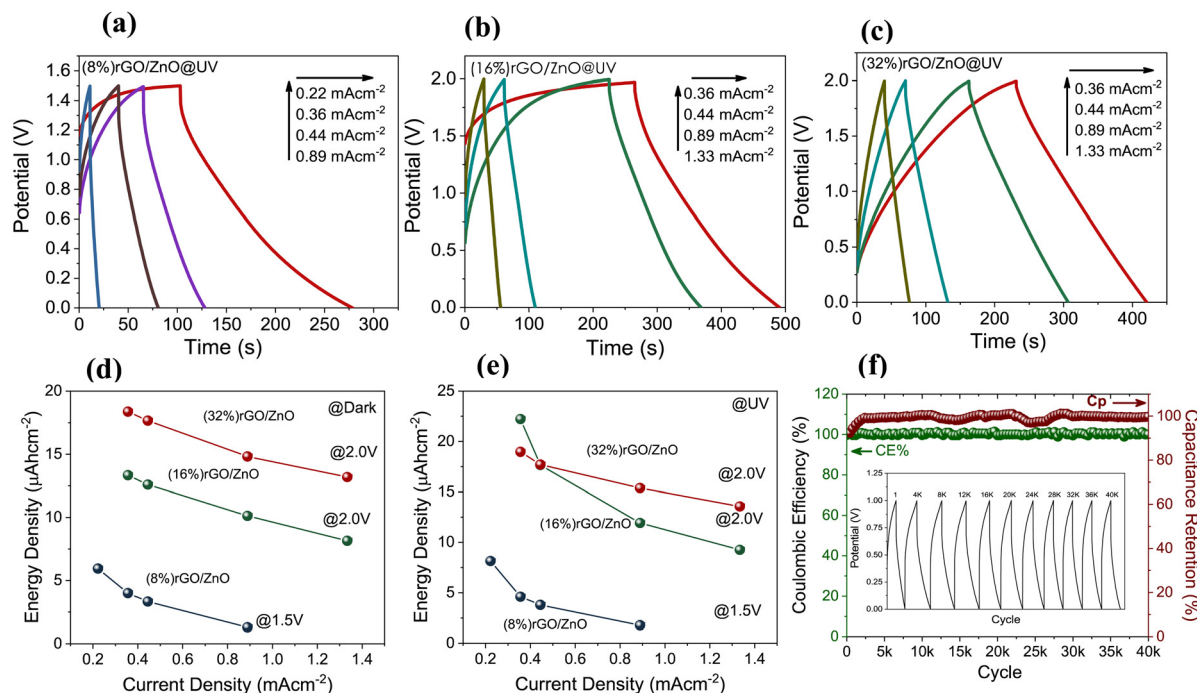 (a)
(8%)rGO/ZnO@UV
0.22 mAcm-2
0.36 mAcm-2
0.44 mAcm-2
0.89 mAcm-2
1.6
1.4
1.2
1.0
0.8
0.6
0.4
0.2
0.0
Potential (V)
0 50 100 150 200 250 300
Time (s)
(b)
(16%)rGO/ZnO@UV
0.36 mAcm-2
0.44 mAcm-2
0.89 mAcm-2
1.33 mAcm-2
2.0
1.5
1.0
0.5
0.0
Potential (V)
0 50 100 150 200 250 300 350 400 450 500
Time (s)
(c)
(32%)rGO/ZnO@UV
0.36 mAcm-2
0.44 mAcm-2
0.89 mAcm-2
1.33 mAcm-2
2.0
1.5
1.0
0.5
0.0
Potential (V)
0 100 200 300 400
Time (s)
(d)
@Dark
(32%)rGO/ZnO
@2.0V
(16%)rGO/ZnO
@2.0V
(8%)rGO/ZnO
@1.5V
20
15
10
5
0
Energy Density (μAhcm-2)
0.2 0.4 0.6 0.8 1.0 1.2 1.4
Current Density (mAcm-2)
(e)
@UV
(32%)rGO/ZnO
@2.0V
(16%)rGO/ZnO
@2.0V
@1.5V
(8%)rGO/ZnO
25
20
15
10
5
0
Energy Density (μAhcm-2)
0.2 0.4 0.6 0.8 1.0 1.2 1.4
Current Density (mAcm-2)
(f)
Cp
CE%
120
100
80
60
40
20
0
Coulombic Efficiency (%)
100
80
60
40
20
0
Capacitance Retention (%)
1.25
1.00
0.75
0.50
0.25
0.00
Potential (V)
1 4K 8K 12K 16K 20K 24K 28K 32K 36K 40K
Cycle
0 5k 10k 15k 20k 25k 30k 35k 40k
Cycle